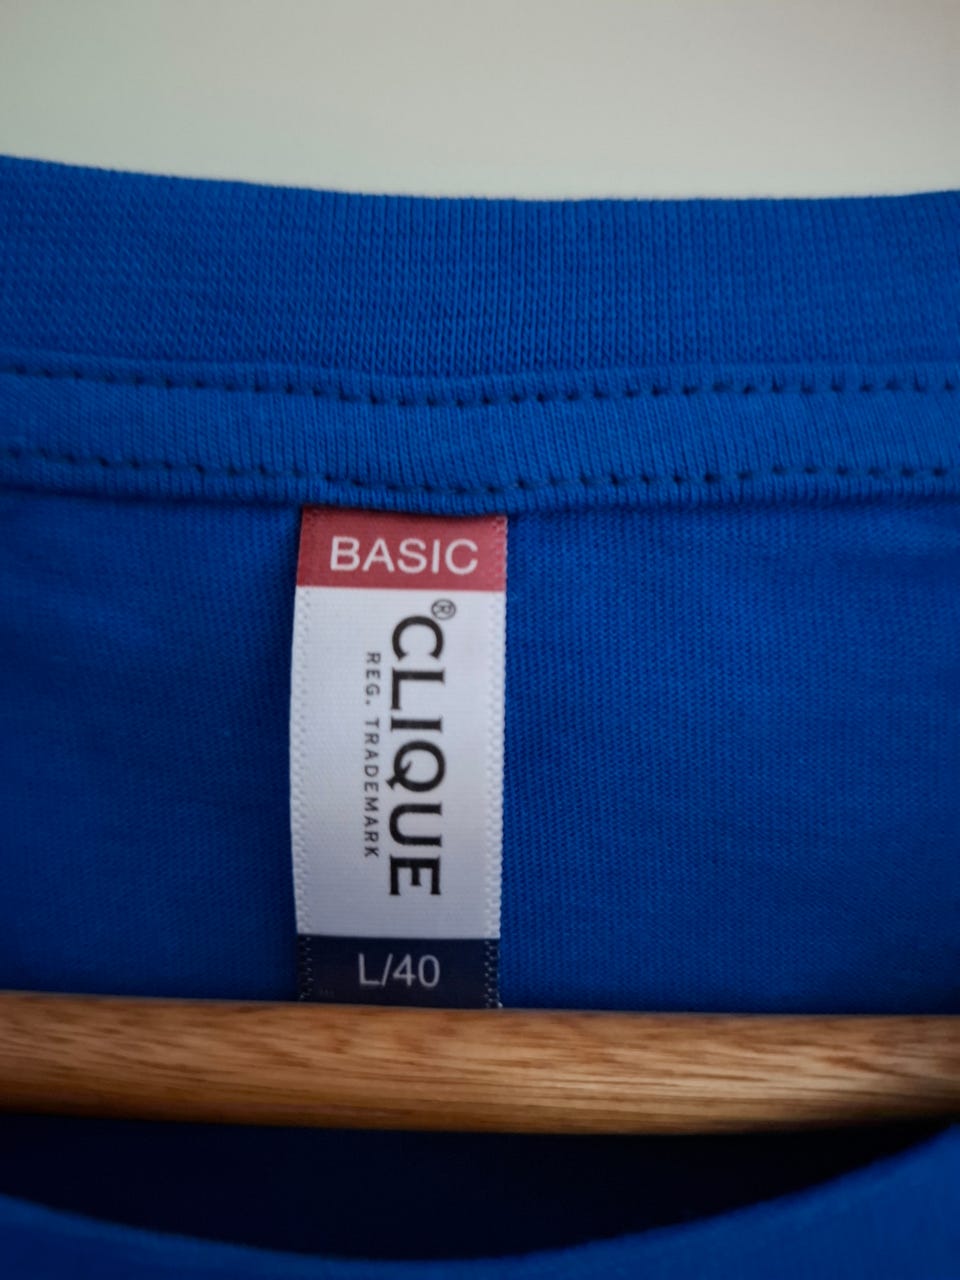 BASIC
CLIQUE®
REG. TRADEMARK
L/40